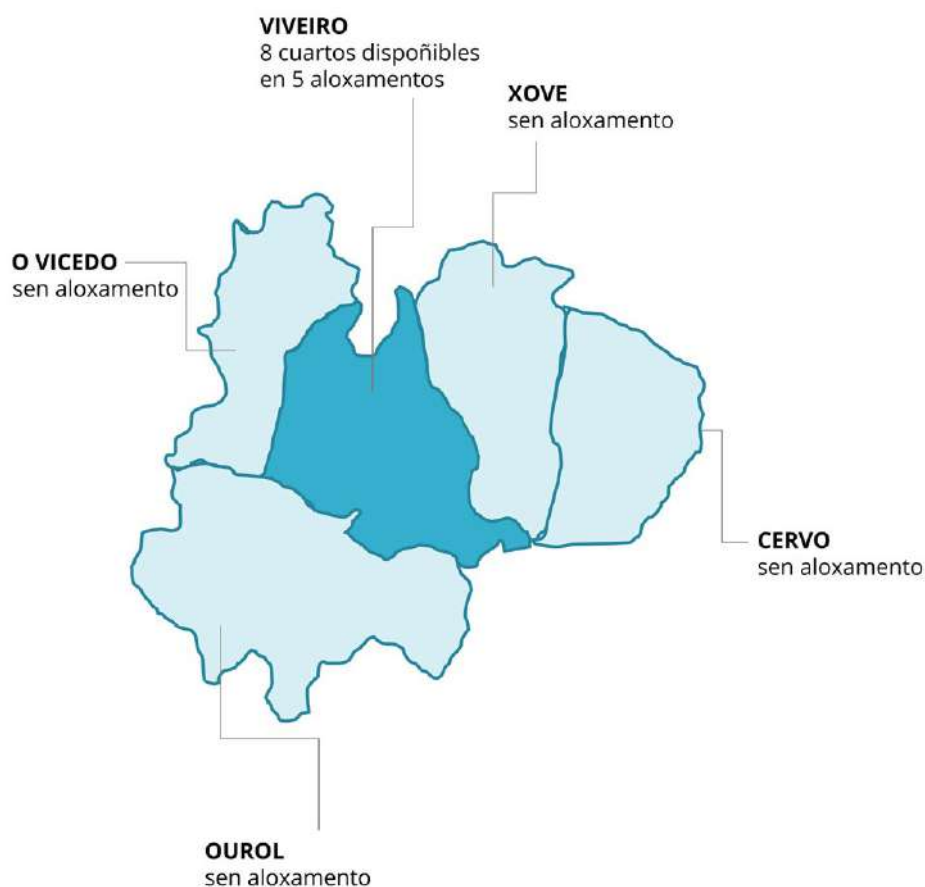 VIVEIRO
8 cuartos dispoñibles
en 5 aloxamentos
XOVE
sen aloxamento
O VICEDO
sen aloxamento
CERVO
sen aloxamento
OUROL
sen aloxamento